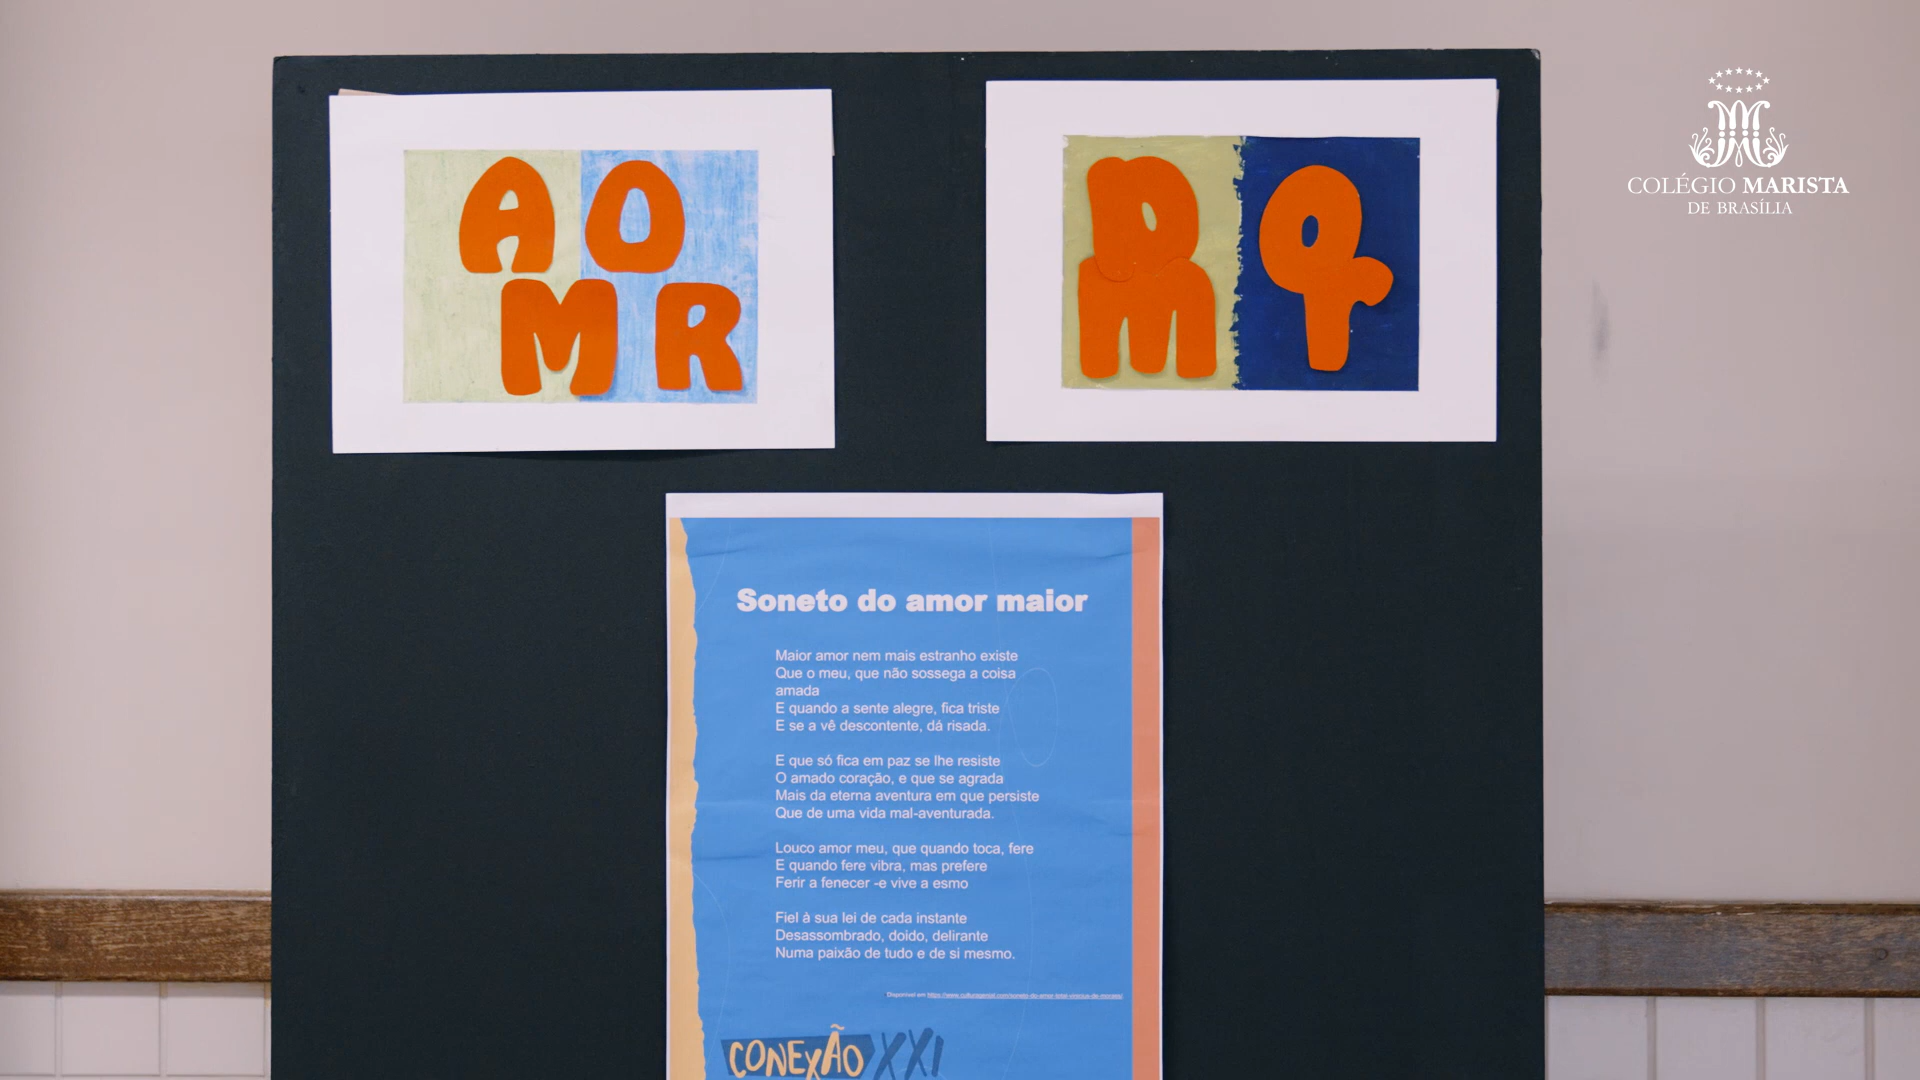 A O
M R
COLÉGIO MARISTA
DE BRASÍLIA
Soneto do amor maior
Maior amor nem mais estranho existe
Que o meu, que não sossega a coisa
amada
E quando a sente alegre, fica triste
E se a vê descontente, dá risada.
E que só fica em paz se lhe resiste
O amado coração, e que se agrada
Mais da eterna aventura em que persiste
Que de uma vida mal-aventurada.
Louco amor meu, que quando toca, fere
E quando fere vibra, mas prefere
Ferir a fenecer -e vive a esmo
Fiel à sua lei de cada instante
Desassombrado, doido, delirante
Numa paixão de tudo e de si mesmo.
Disponível em
CONEXÃO XXI